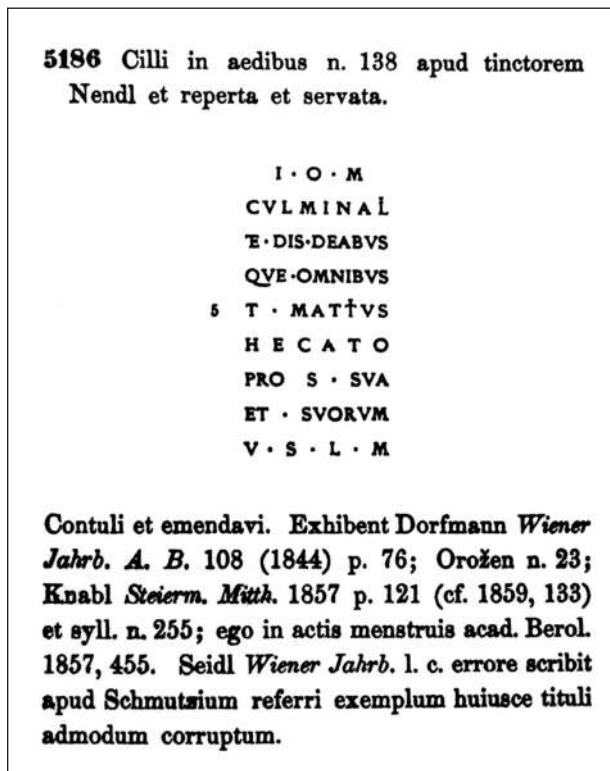 5186 Cilli in aedibus n. 138 apud tinctorem
Nendl et reperta et servata.
I · O · M
CVLMINAL
E · DIS · DEABVS
QVE · OMNIBVS
5 T · MATTVS
HECATO
PRO S · SVA
ET · SVORVM
V · S · L · M
Contuli et emendavi. Exhibent Dorfmann Wiener
Jahrb. A. B. 108 (1844) p. 76; Orožen n. 23;
Knabl Steierm. Mitth. 1857 p. 121 (cf. 1859, 133)
et syll. n. 255; ego in actis menstruis acad. Berol.
1857, 455. Seidl Wiener Jahrb. l. c. errore scribit
apud Schmutzium referri exemplum huiusce tituli
admodum corruptum.